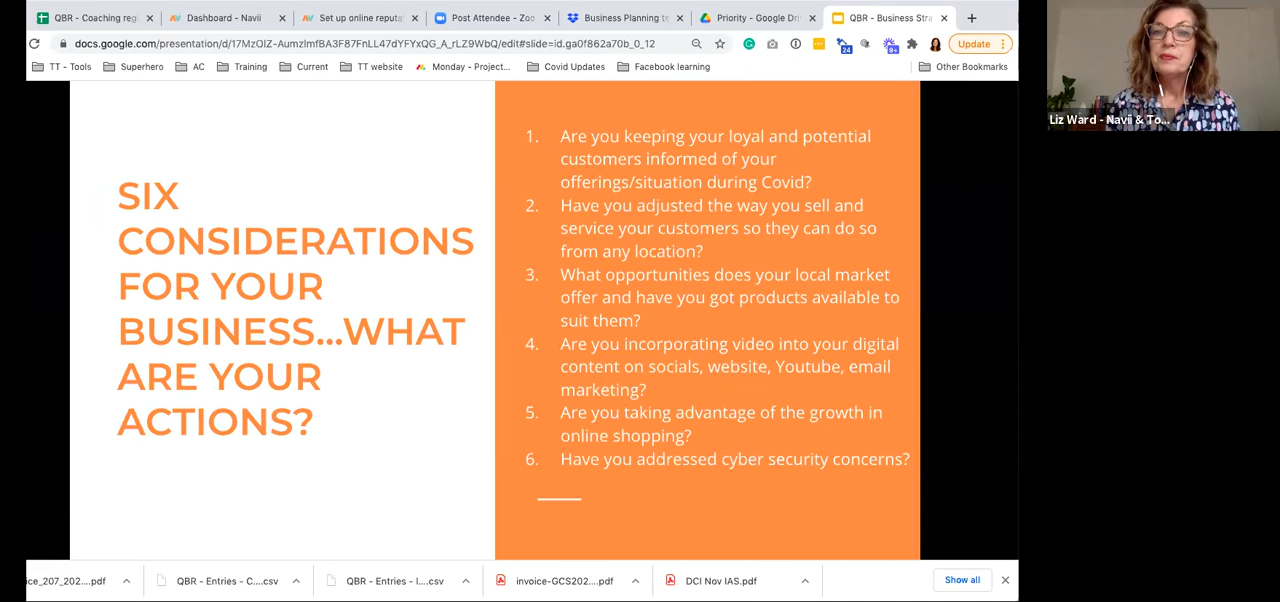 QBR - Coaching reg
Dashboard - Navii
Set up online reputat
Post Attendee - Zoo
Business Planning te
Priority - Google Dri
QBR - Business Stra
docs.google.com/presentation/d/17MzOlZ-AumzlmfBA3F87FnLL47dYFYxQG_A_rLZ9WbQ/edit#slide=id.ga0f862a70b_0_12
24
9+
Update
TT - Tools
Superhero
AC
Training
Current
TT website
Monday - Project...
Covid Updates
Facebook learning
Other Bookmarks
Liz Ward - Navii & To...
SIX
CONSIDERATIONS
FOR YOUR
BUSINESS...WHAT
ARE YOUR
ACTIONS?
1. Are you keeping your loyal and potential
customers informed of your
offerings/situation during Covid?
2. Have you adjusted the way you sell and
service your customers so they can do so
from any location?
3. What opportunities does your local market
offer and have you got products available to
suit them?
4. Are you incorporating video into your digital
content on socials, website, Youtube, email
marketing?
5. Are you taking advantage of the growth in
online shopping?
6. Have you addressed cyber security concerns?
ice_207_202....pdf
QBR - Entries - C....csv
QBR - Entries - I....csv
invoice-GCS202....pdf
DCI Nov IAS.pdf
Show all